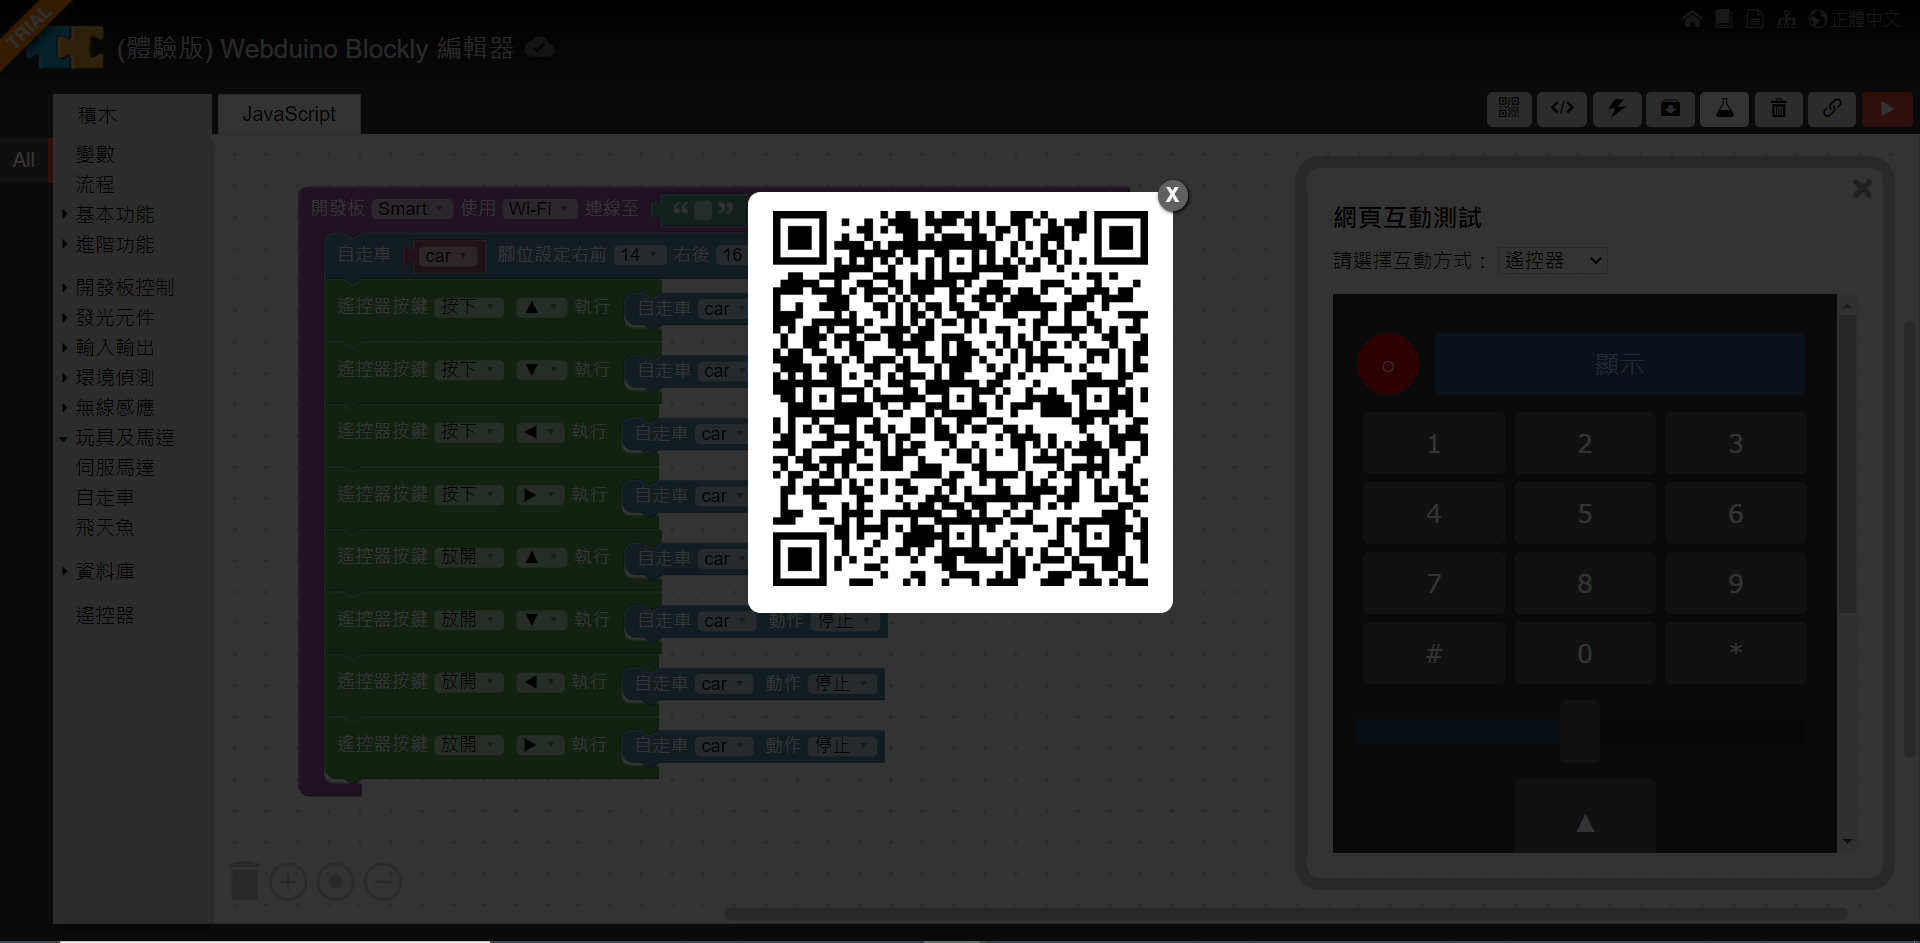 TRIAL
(體驗版) Webduino Blockly 編輯器
正體中文
積木
JavaScript
All
變數
流程
基本功能
進階功能
開發板控制
發光元件
輸入輸出
環境偵測
無線感應
玩具及馬達
伺服馬達
自走車
飛天魚
資料庫
遙控器
開發板 Smart 使用 Wi-Fi 連線至 “ ”
自走車 car 腳位設定右前 14 右後 16
遙控器按鍵 按下 ▲ 執行 自走車 car
遙控器按鍵 按下 ▼ 執行 自走車 car
遙控器按鍵 按下 ◀ 執行 自走車 car
遙控器按鍵 按下 ▶ 執行 自走車 car
遙控器按鍵 放開 ▲ 執行 自走車 car
遙控器按鍵 放開 ▼ 執行 自走車 car 動作 停止
遙控器按鍵 放開 ◀ 執行 自走車 car 動作 停止
遙控器按鍵 放開 ▶ 執行 自走車 car 動作 停止
X
網頁互動測試
請選擇互動方式： 遙控器
○ 顯示
1 2 3
4 5 6
7 8 9
# 0 *
▲